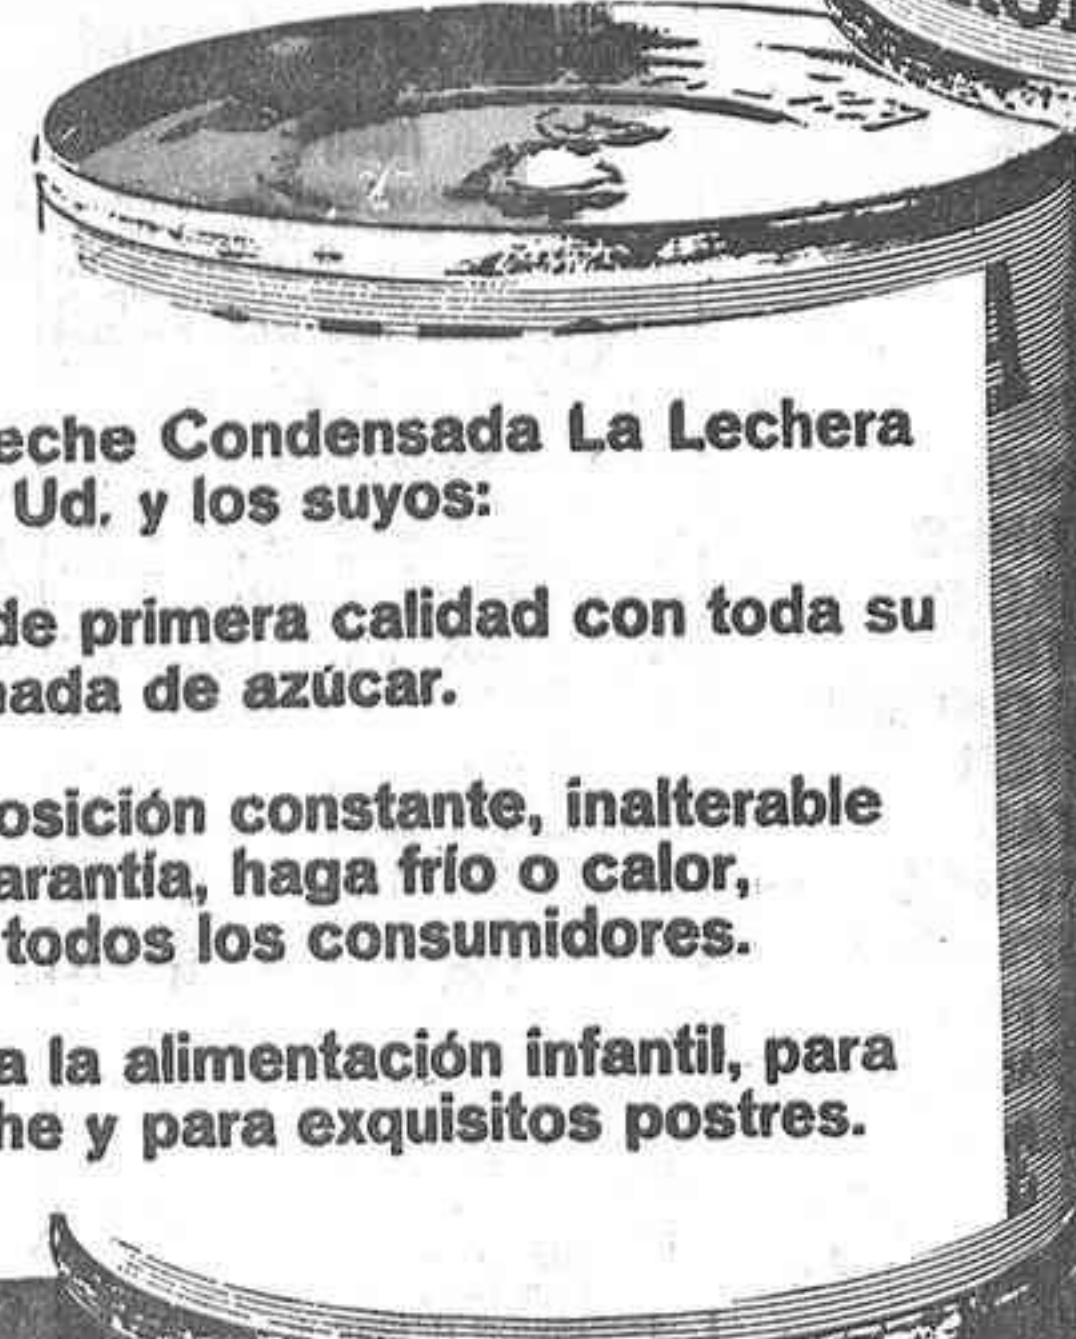 eche Condensada La Lechera
Ud. y los suyos:
de primera calidad con toda su
nada de azúcar.
osición constante, inalterable
arantía, haga frío o calor,
todos los consumidores.
a la alimentación infantil, para
he y para exquisitos postres.